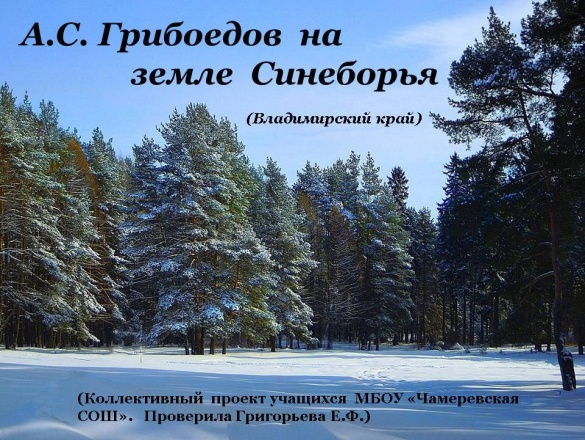 А.С. Грибоедов на
земле Синеборья
(Владимирский край)
(Коллективный проект учащихся МБОУ «Чамеревская
СОШ». Проверила Григорьева Е.Ф.)